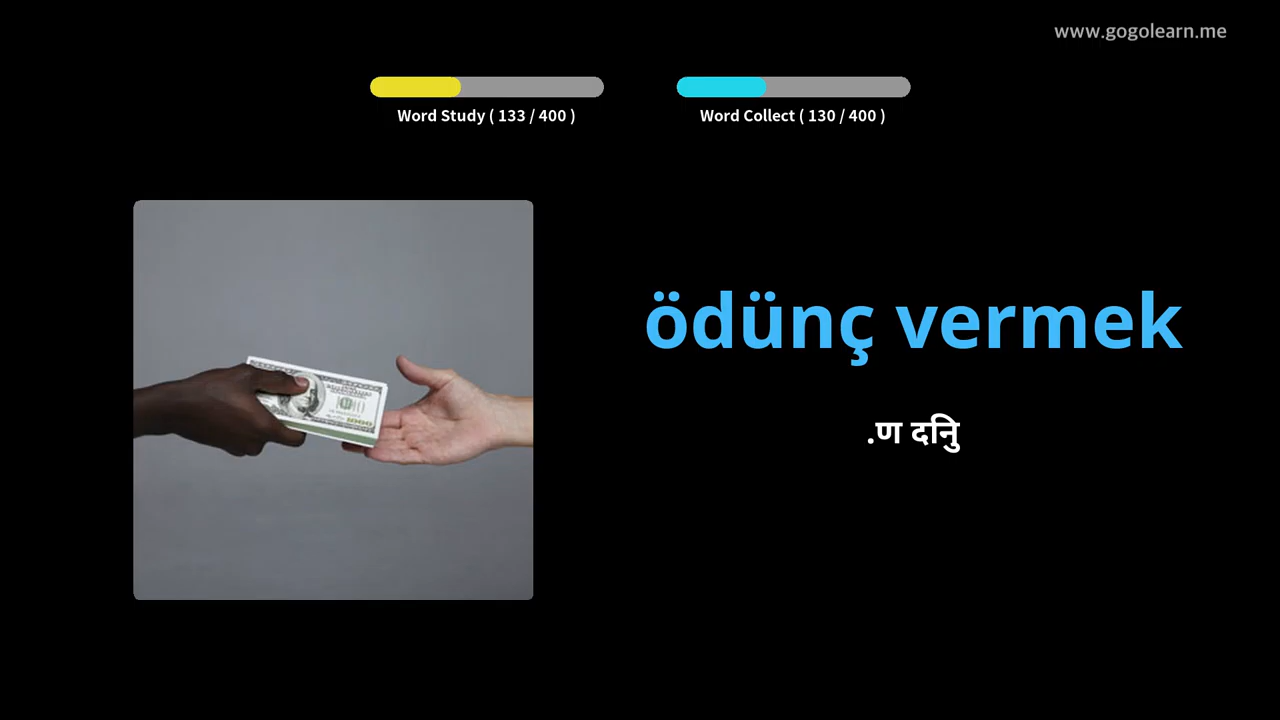 www.gogolearn.me
Word Study ( 133 / 400 )
Word Collect ( 130 / 400 )
ödünç vermek
.ण दनिु